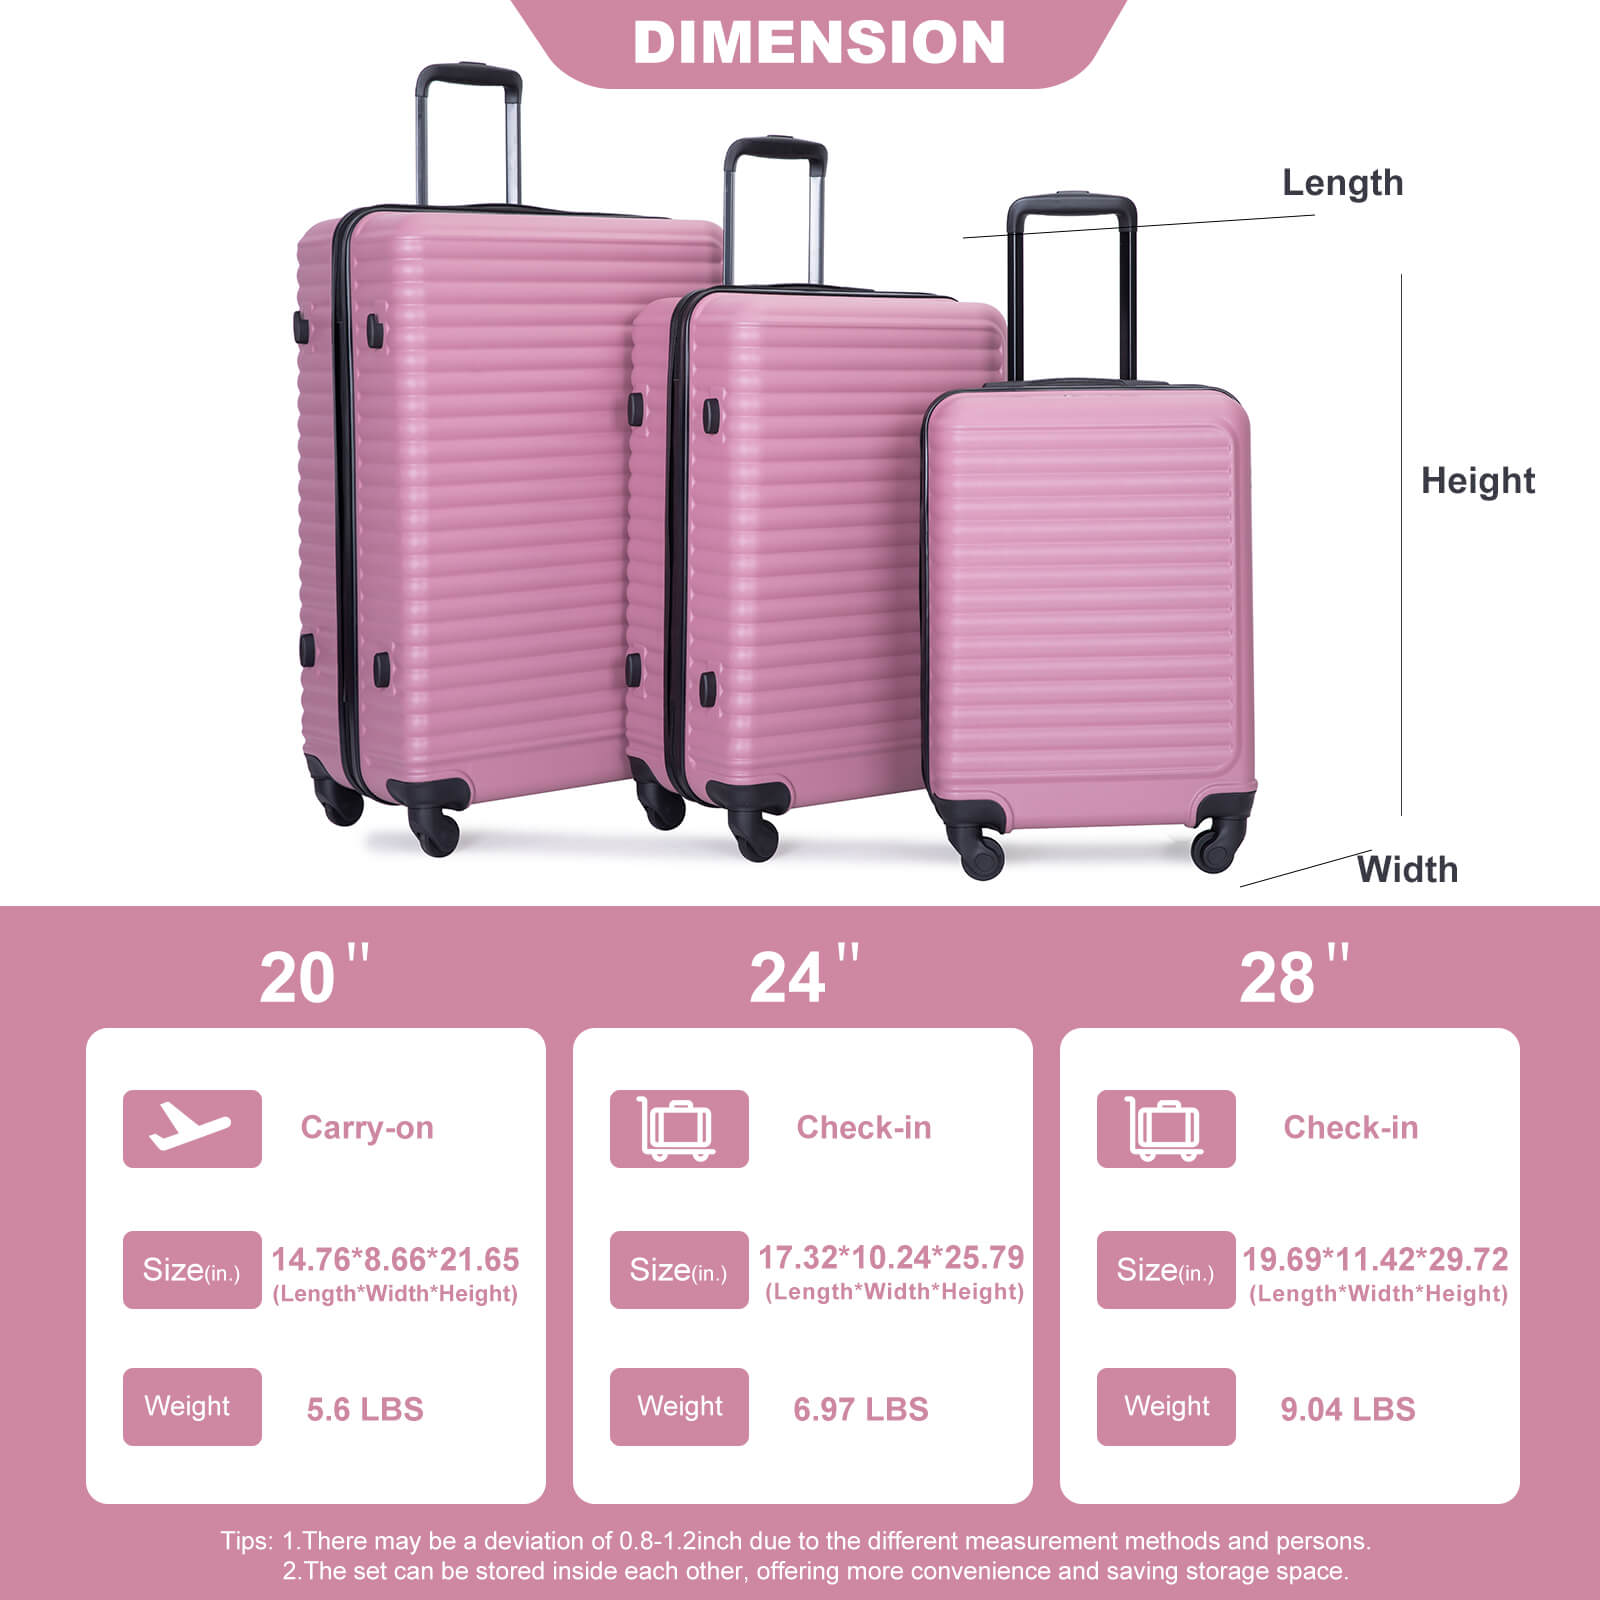 DIMENSION
Length
Height
Width
20"
24"
28"
Carry-on
Size(in.)
14.76*8.66*21.65
(Length*Width*Height)
Weight
5.6 LBS
Check-in
Size(in.)
17.32*10.24*25.79
(Length*Width*Height)
Weight
6.97 LBS
Check-in
Size(in.)
19.69*11.42*29.72
(Length*Width*Height)
Weight
9.04 LBS
Tips: 1.There may be a deviation of 0.8-1.2inch due to the different measurement methods and persons.
2.The set can be stored inside each other, offering more convenience and saving storage space.